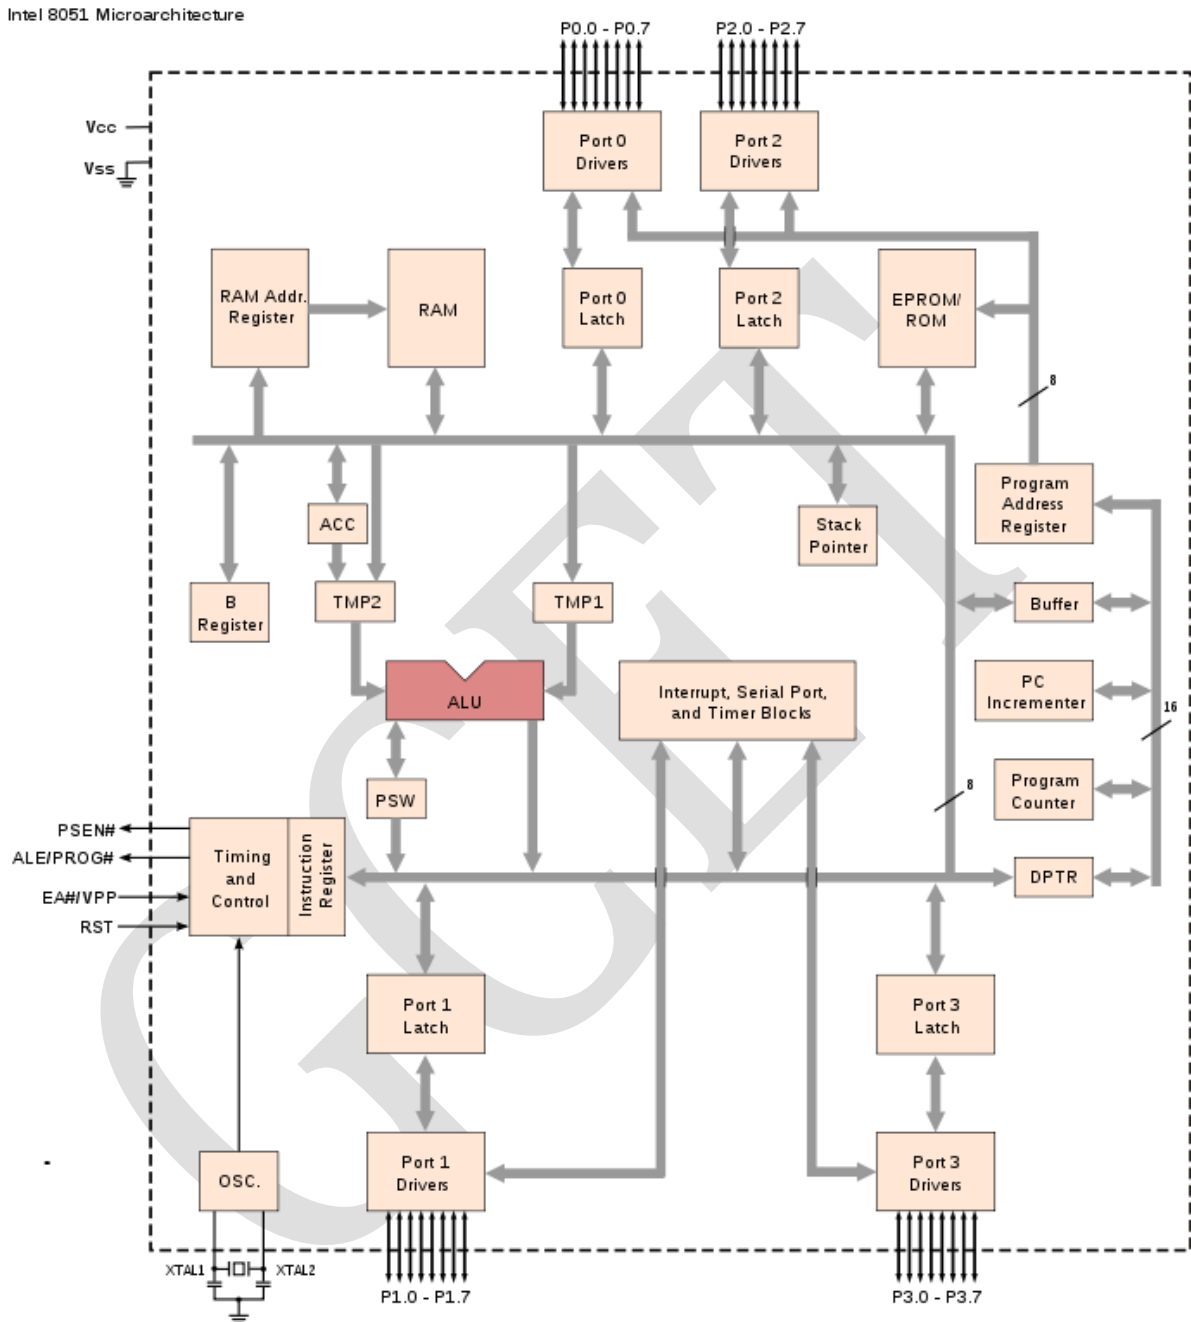 Intel 8051 Microarchitecture
P0.0 - P0.7
P2.0 - P2.7
Vcc
Vss
Port 0
Drivers
Port 2
Drivers
RAM Addr.
Register
RAM
Port 0
Latch
Port 2
Latch
EPROM/
ROM
8
Program
Address
Register
ACC
Stack
Pointer
B
Register
TMP2
TMP1
Buffer
ALU
Interrupt, Serial Port,
and Timer Blocks
PC
Incrementer
16
PSW
8
Program
Counter
PSEN#
ALE/PROG#
EA#/VPP
RST
Timing
and
Control
Instruction
Register
DPTR
Port 1
Latch
Port 3
Latch
OSC.
Port 1
Drivers
Port 3
Drivers
XTAL1
XTAL2
P1.0 - P1.7
P3.0 - P3.7
GCET